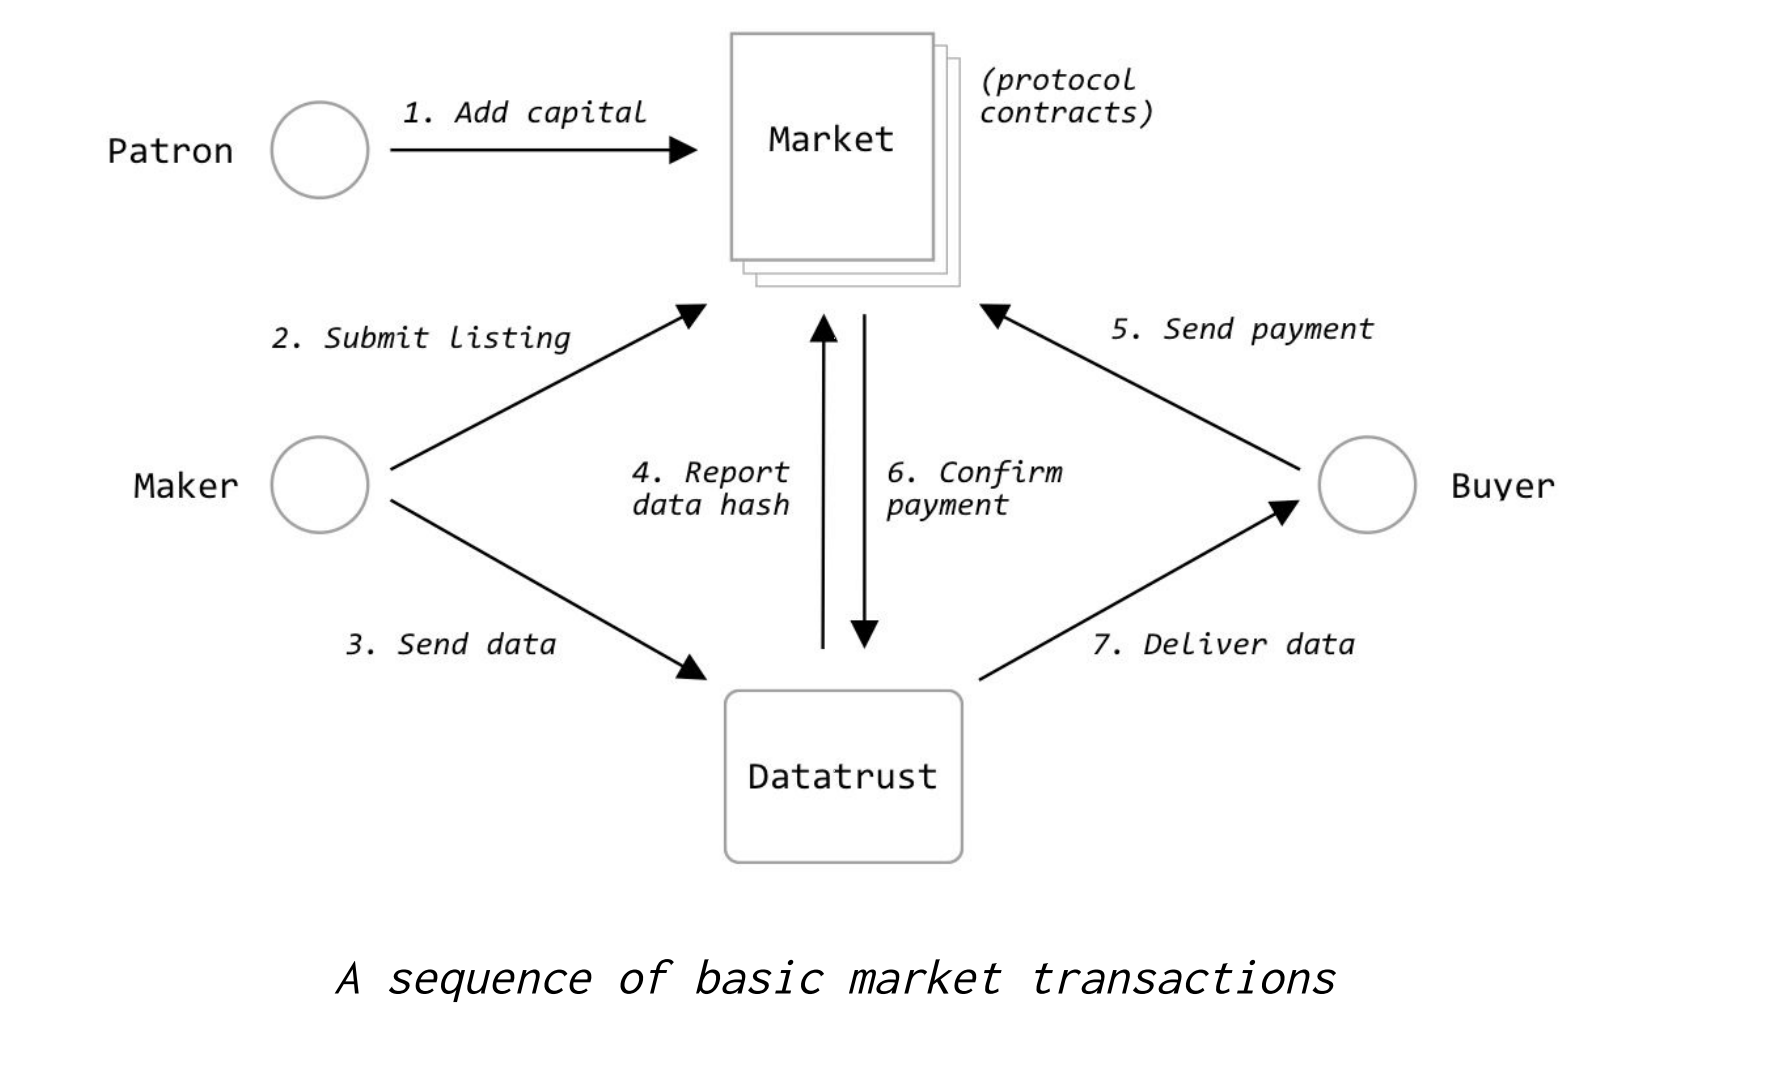 Patron
1. Add capital
Market
(protocol
contracts)
2. Submit listing
5. Send payment
Maker
4. Report
data hash
6. Confirm
payment
Buyer
3. Send data
7. Deliver data
Datatrust
A sequence of basic market transactions